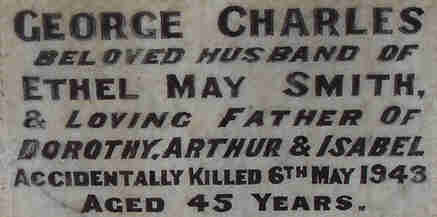 GEORGE CHARLES
BELOVED HUSBAND OF
ETHEL MAY SMITH,
& LOVING FATHER OF
DOROTHY, ARTHUR & ISABEL
ACCIDENTALLY KILLED 6TH MAY 1943
AGED 45 YEARS.